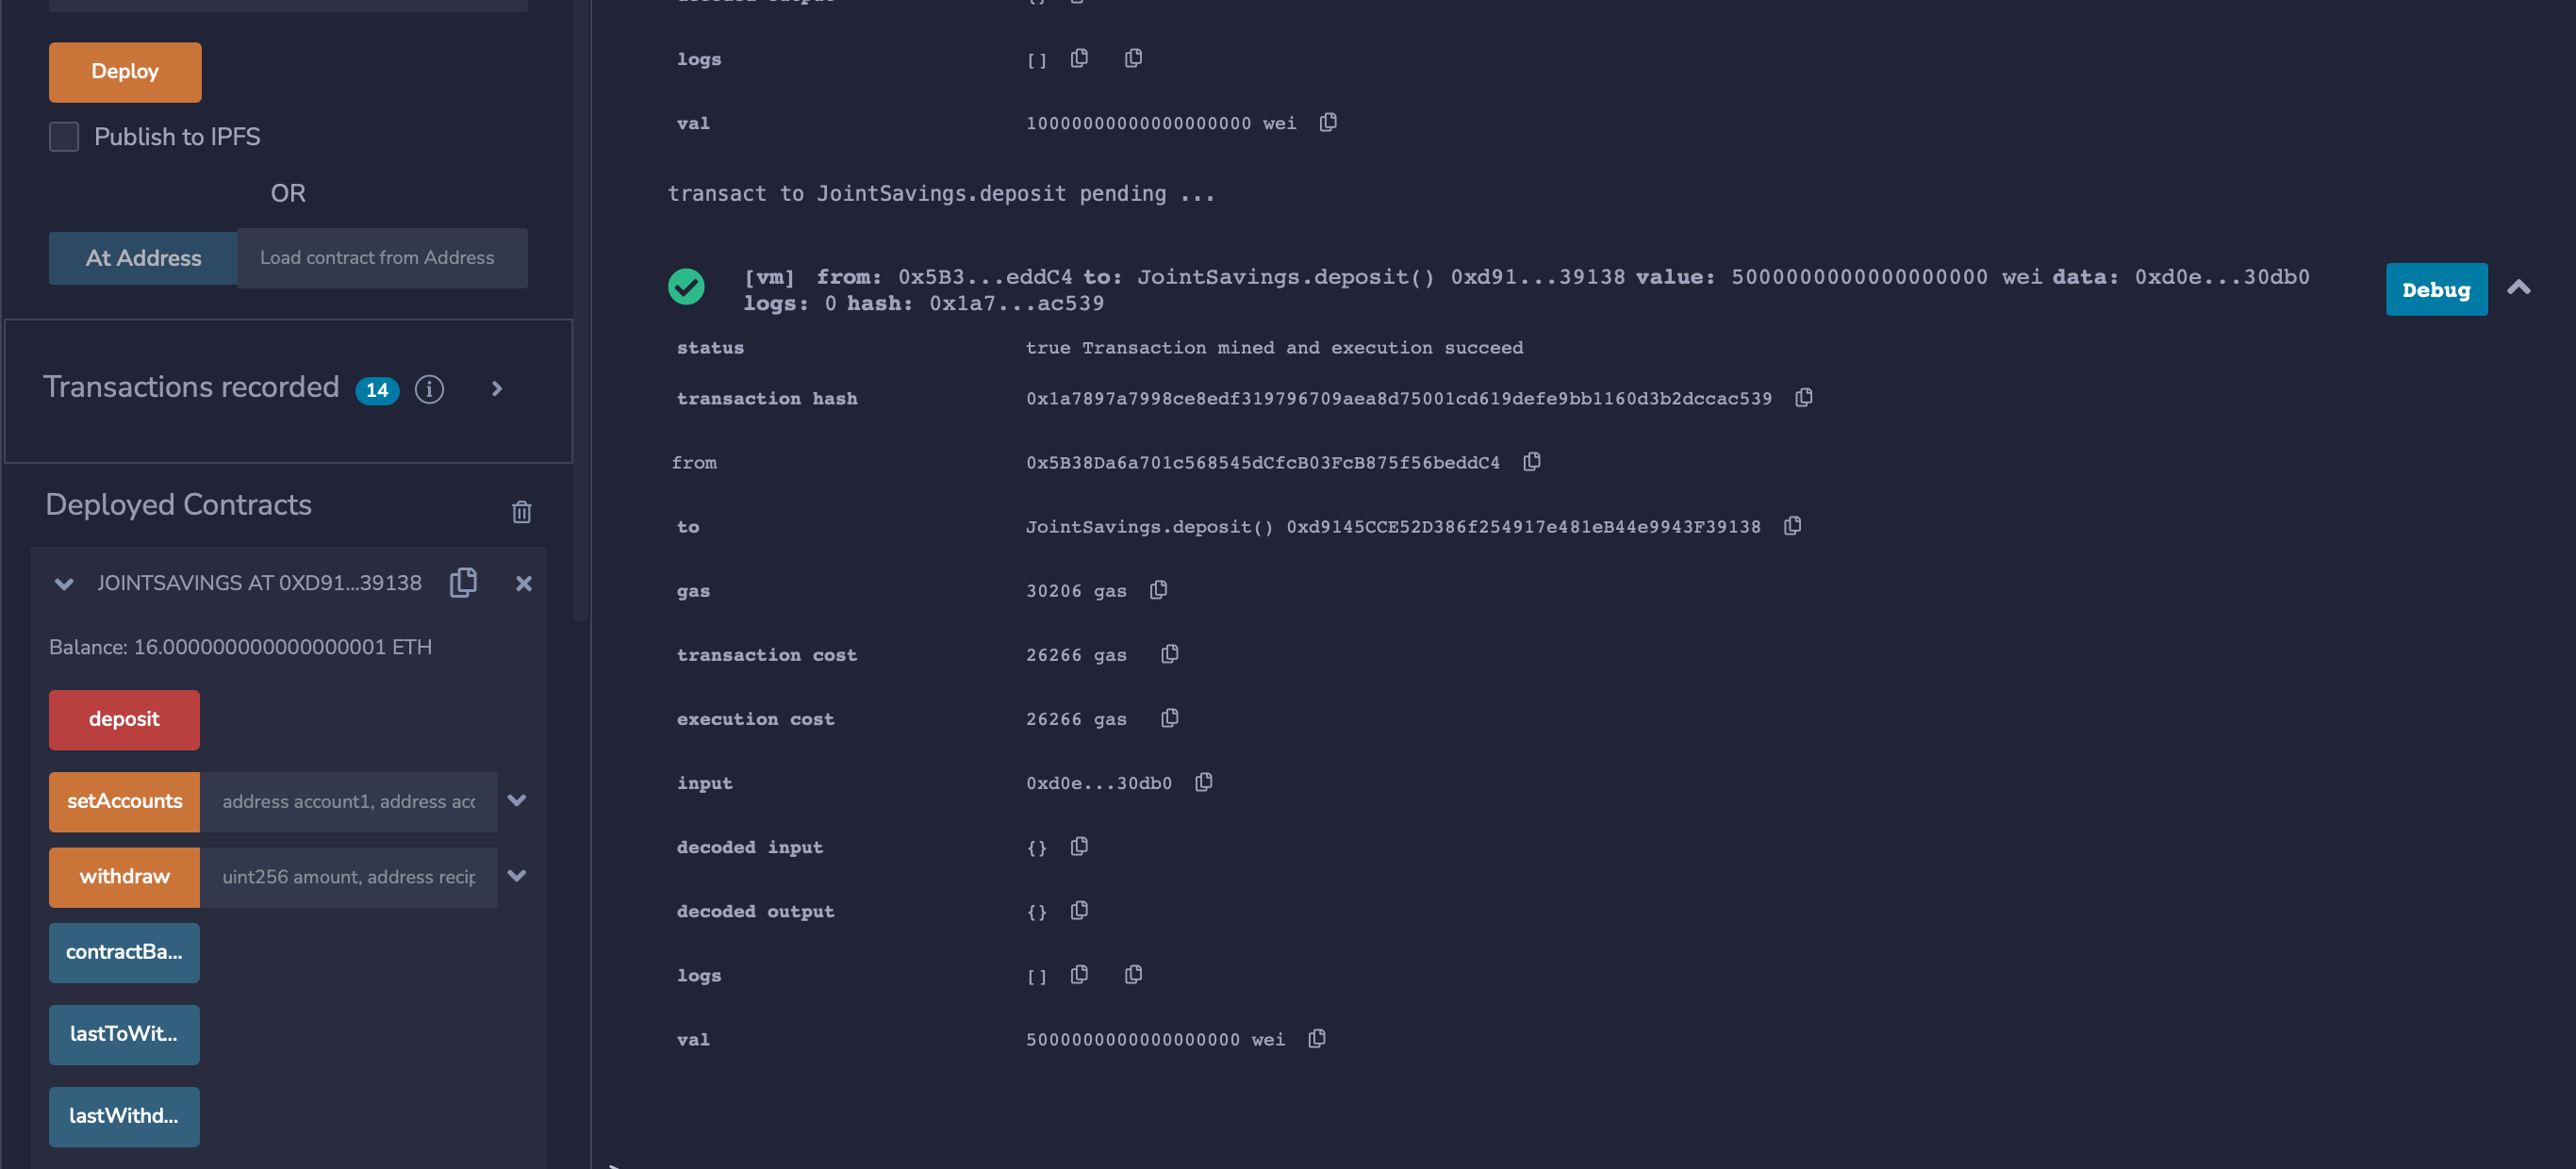 Deploy
Publish to IPFS
OR
At Address Load contract from Address
Transactions recorded 14 i
Deployed Contracts
JOINTSAVINGS AT 0XD91...39138
Balance: 16.000000000000000001 ETH
deposit
setAccounts address account1, address acc
withdraw uint256 amount, address recip
contractBa...
lastToWit...
lastWithd...
decoded output {}
logs []
val 10000000000000000000 wei
transact to JointSavings.deposit pending ...
[vm] from: 0x5B3...eddC4 to: JointSavings.deposit() 0xd91...39138 value: 5000000000000000000 wei data: 0xd0e...30db0
logs: 0 hash: 0x1a7...ac539
Debug
status true Transaction mined and execution succeed
transaction hash 0x1a7897a7998ce8edf319796709aea8d75001cd619defe9bb1160d3b2dccac539
from 0x5B38Da6a701c568545dCfcB03FcB875f56beddC4
to JointSavings.deposit() 0xd9145CCE52D386f254917e481eB44e9943F39138
gas 30206 gas
transaction cost 26266 gas
execution cost 26266 gas
input 0xd0e...30db0
decoded input {}
decoded output {}
logs []
val 5000000000000000000 wei